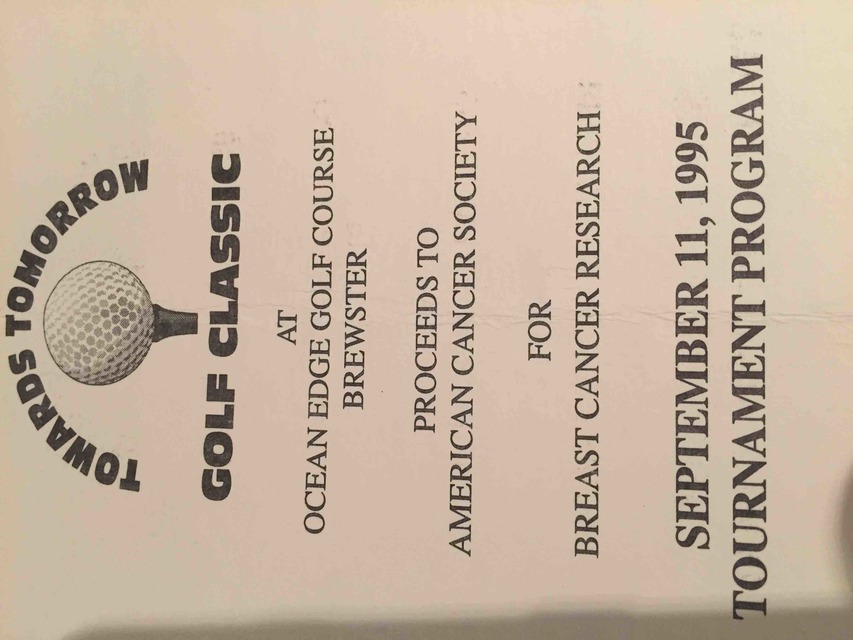 TOWARDS TOMORROW
GOLF CLASSIC
AT
OCEAN EDGE GOLF COURSE
BREWSTER
PROCEEDS TO
AMERICAN CANCER SOCIETY
FOR
BREAST CANCER RESEARCH
SEPTEMBER 11, 1995
TOURNAMENT PROGRAM